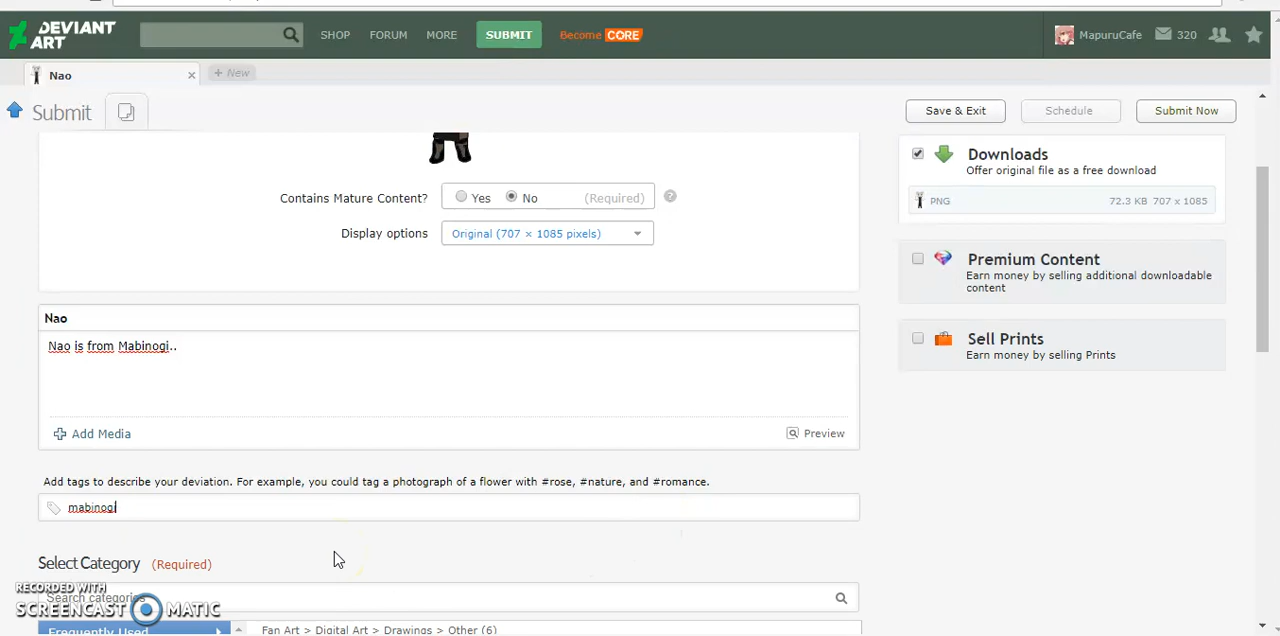 DEVIANT ART
SHOP FORUM MORE SUBMIT Become CORE MapuruCafe 320
Nao × + New
Submit Save & Exit Schedule Submit Now
Downloads
Offer original file as a free download
PNG 72.3 KB 707 × 1085
Contains Mature Content? Yes No (Required)
Display options Original (707 × 1085 pixels)
Premium Content
Earn money by selling additional downloadable
content
Sell Prints
Earn money by selling Prints
Nao
Nao is from Mabinogi..
Add Media Preview
Add tags to describe your deviation. For example, you could tag a photograph of a flower with #rose, #nature, and #romance.
mabinogi
Select Category (Required)
RECORDED WITH
Search categories
SCREENCAST MATIC
Frequently Used Fan Art > Digital Art > Drawings > Other (6)